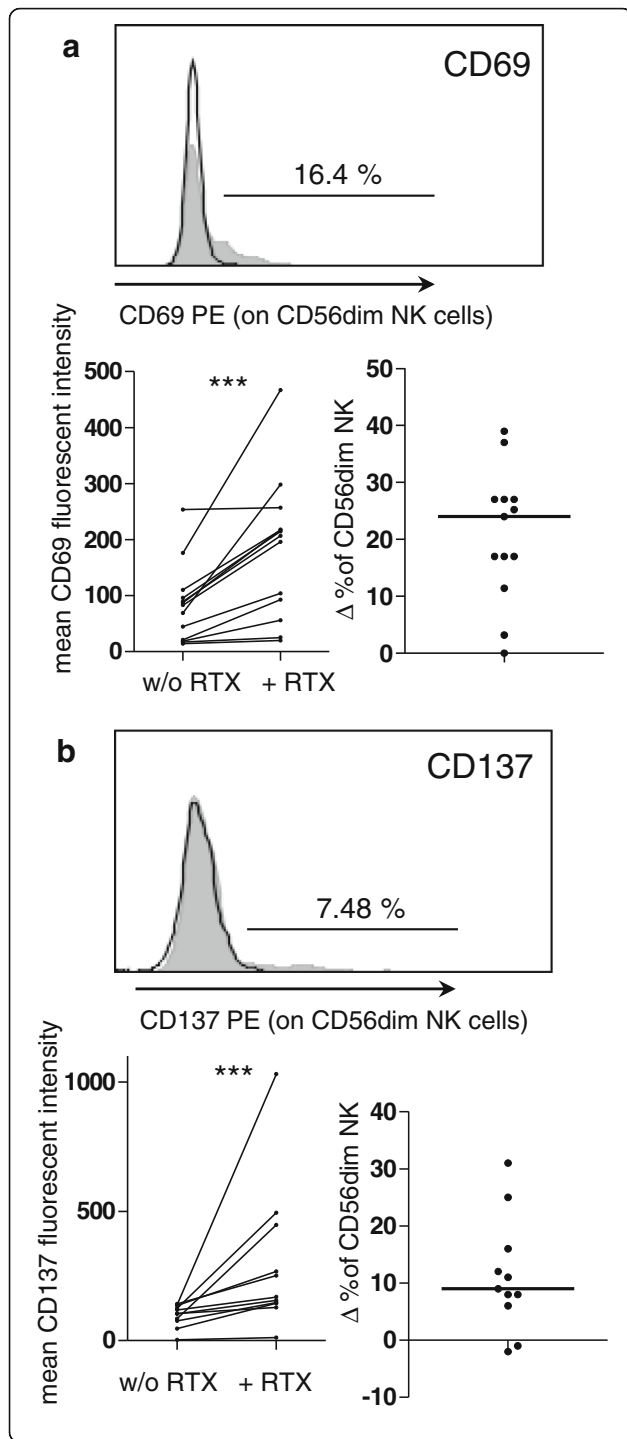 a
CD69
16.4 %
CD69 PE (on CD56dim NK cells)
mean CD69 fluorescent intensity
500
400
300
200
100
0
***
w/o RTX
+ RTX
Δ %of CD56dim NK
50
40
30
20
10
0
b
CD137
7.48 %
CD137 PE (on CD56dim NK cells)
mean CD137 fluorescent intensity
1000
500
0
***
w/o RTX
+ RTX
Δ %of CD56dim NK
40
30
20
10
0
-10